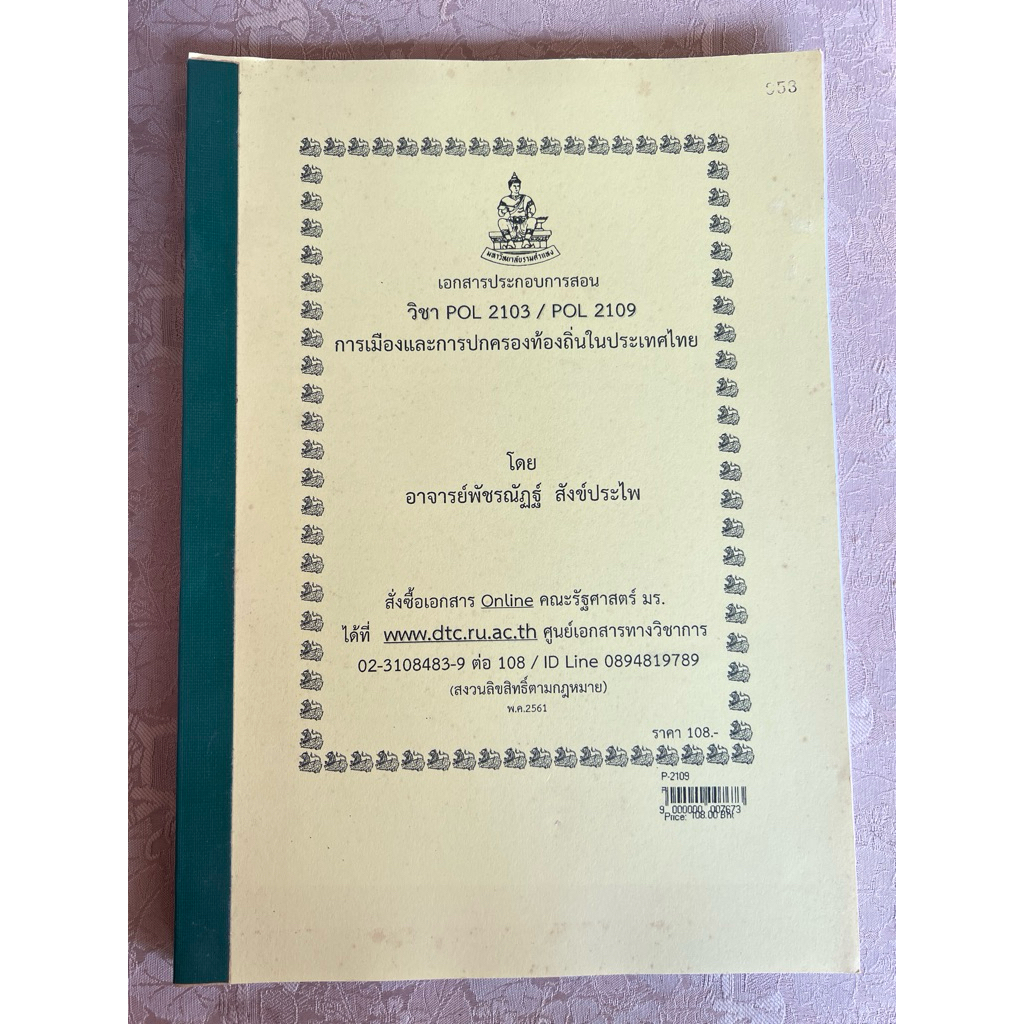 953
มหาวิทยาลัยรามคำแหง
เอกสารประกอบการสอน
วิชา POL 2103 / POL 2109
การเมืองและการปกครองท้องถิ่นในประเทศไทย
โดย
อาจารย์พัชรณัฏฐ์ สังข์ประไพ
สั่งซื้อเอกสาร Online คณะรัฐศาสตร์ มร.
ได้ที่ www.dtc.ru.ac.th ศูนย์เอกสารทางวิชาการ
02-3108483-9 ต่อ 108 / ID Line 0894819789
(สงวนลิขสิทธิ์ตามกฎหมาย)
พ.ค.2561
ราคา 108.-
P-2109
9 000000 007673
Price: 108.00 Bht